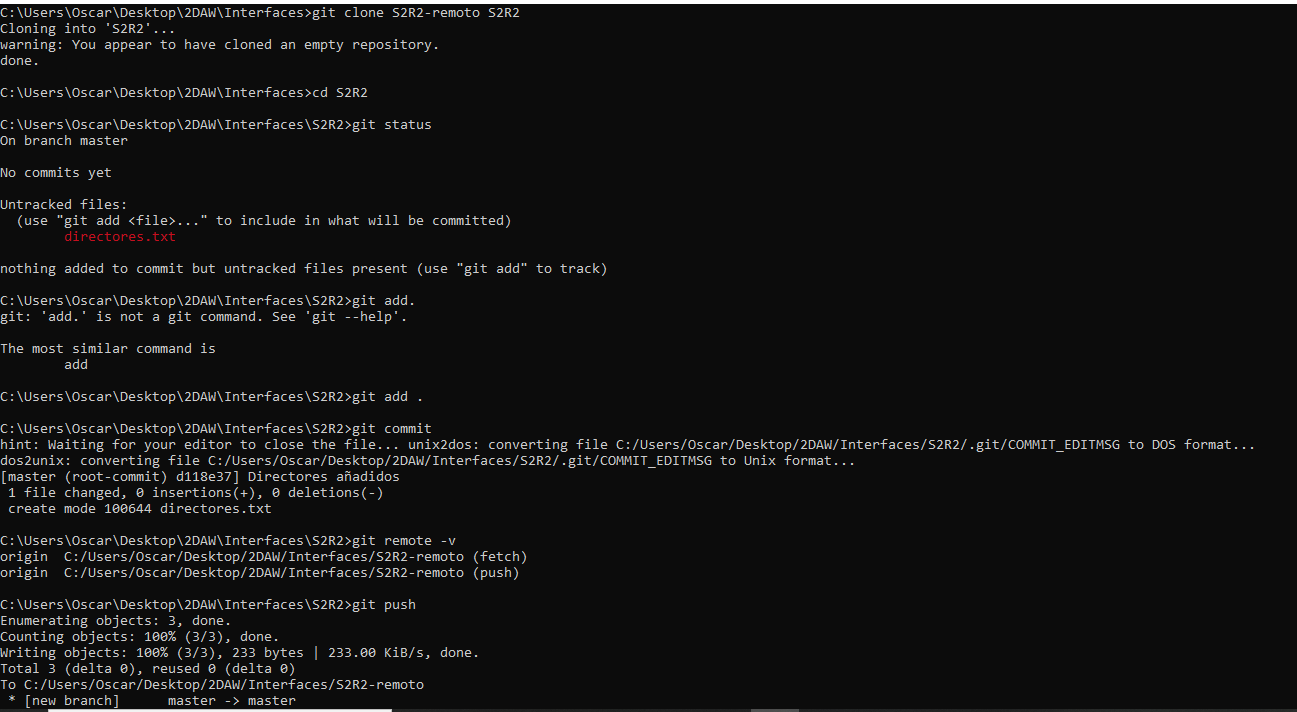 C:\Users\Oscar\Desktop\2DAW\Interfaces>git clone S2R2-remoto S2R2
Cloning into 'S2R2'...
warning: You appear to have cloned an empty repository.
done.
C:\Users\Oscar\Desktop\2DAW\Interfaces>cd S2R2
C:\Users\Oscar\Desktop\2DAW\Interfaces\S2R2>git status
On branch master
No commits yet
Untracked files:
  (use "git add <file>..." to include in what will be committed)
        directores.txt
nothing added to commit but untracked files present (use "git add" to track)
C:\Users\Oscar\Desktop\2DAW\Interfaces\S2R2>git add.
git: 'add.' is not a git command. See 'git --help'.
The most similar command is
        add
C:\Users\Oscar\Desktop\2DAW\Interfaces\S2R2>git add .
C:\Users\Oscar\Desktop\2DAW\Interfaces\S2R2>git commit
hint: Waiting for your editor to close the file... unix2dos: converting file C:/Users/Oscar/Desktop/2DAW/Interfaces/S2R2/.git/COMMIT_EDITMSG to DOS format...
dos2unix: converting file C:/Users/Oscar/Desktop/2DAW/Interfaces/S2R2/.git/COMMIT_EDITMSG to Unix format...
[master (root-commit) d118e37] Directores añadidos
 1 file changed, 0 insertions(+), 0 deletions(-)
 create mode 100644 directores.txt
C:\Users\Oscar\Desktop\2DAW\Interfaces\S2R2>git remote -v
origin  C:/Users/Oscar/Desktop/2DAW/Interfaces/S2R2-remoto (fetch)
origin  C:/Users/Oscar/Desktop/2DAW/Interfaces/S2R2-remoto (push)
C:\Users\Oscar\Desktop\2DAW\Interfaces\S2R2>git push
Enumerating objects: 3, done.
Counting objects: 100% (3/3), done.
Writing objects: 100% (3/3), 233 bytes | 233.00 KiB/s, done.
Total 3 (delta 0), reused 0 (delta 0)
To C:/Users/Oscar/Desktop/2DAW/Interfaces/S2R2-remoto
 * [new branch]      master -> master